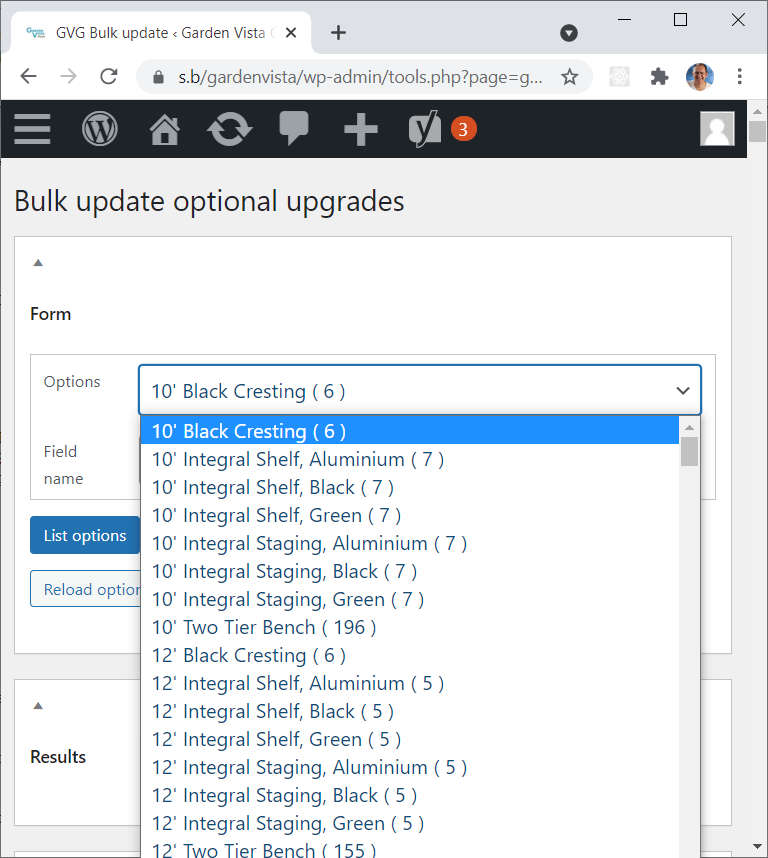 GVG Bulk update ‹ Garden Vista
s.b/gardenvista/wp-admin/tools.php?page=g...
3
Bulk update optional upgrades
Form
Options
10' Black Cresting ( 6 )
Field
name
10' Black Cresting ( 6 )
10' Integral Shelf, Aluminium ( 7 )
10' Integral Shelf, Black ( 7 )
10' Integral Shelf, Green ( 7 )
10' Integral Staging, Aluminium ( 7 )
10' Integral Staging, Black ( 7 )
10' Integral Staging, Green ( 7 )
10' Two Tier Bench ( 196 )
12' Black Cresting ( 6 )
12' Integral Shelf, Aluminium ( 5 )
12' Integral Shelf, Black ( 5 )
12' Integral Shelf, Green ( 5 )
12' Integral Staging, Aluminium ( 5 )
12' Integral Staging, Black ( 5 )
12' Integral Staging, Green ( 5 )
12' Two Tier Bench ( 155 )
List options
Reload option
Results